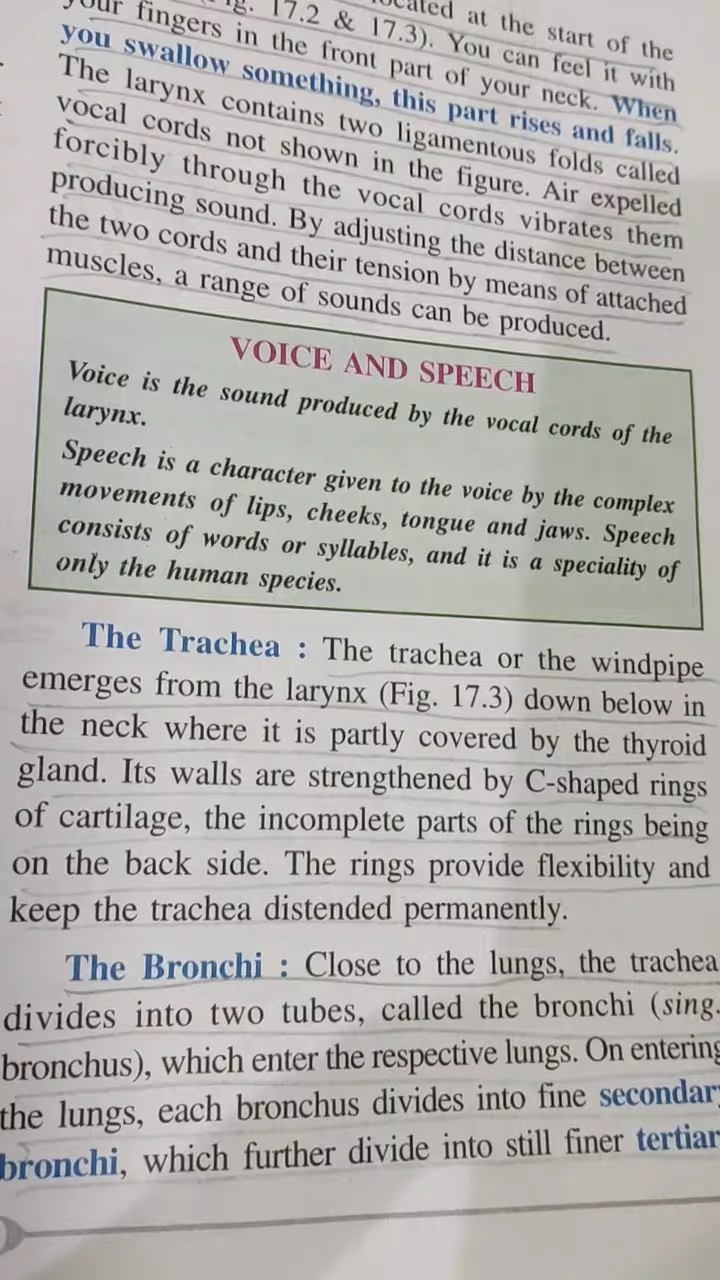 located at the start of the
17.2 & 17.3). You can feel it with
your fingers in the front part of your neck. When
you swallow something, this part rises and falls.
The larynx contains two ligamentous folds called
vocal cords not shown in the figure. Air expelled
forcibly through the vocal cords vibrates them
producing sound. By adjusting the distance between
the two cords and their tension by means of attached
muscles, a range of sounds can be produced.
VOICE AND SPEECH
Voice is the sound produced by the vocal cords of the
larynx.
Speech is a character given to the voice by the complex
movements of lips, cheeks, tongue and jaws. Speech
consists of words or syllables, and it is a speciality of
only the human species.
The Trachea : The trachea or the windpipe
emerges from the larynx (Fig. 17.3) down below in
the neck where it is partly covered by the thyroid
gland. Its walls are strengthened by C-shaped rings
of cartilage, the incomplete parts of the rings being
on the back side. The rings provide flexibility and
keep the trachea distended permanently.
The Bronchi : Close to the lungs, the trachea
divides into two tubes, called the bronchi (sing.
bronchus), which enter the respective lungs. On entering
the lungs, each bronchus divides into fine secondary
bronchi, which further divide into still finer tertiar